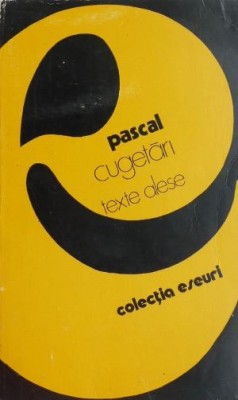 pascal
cugetări
texte alese
colecția eseuri